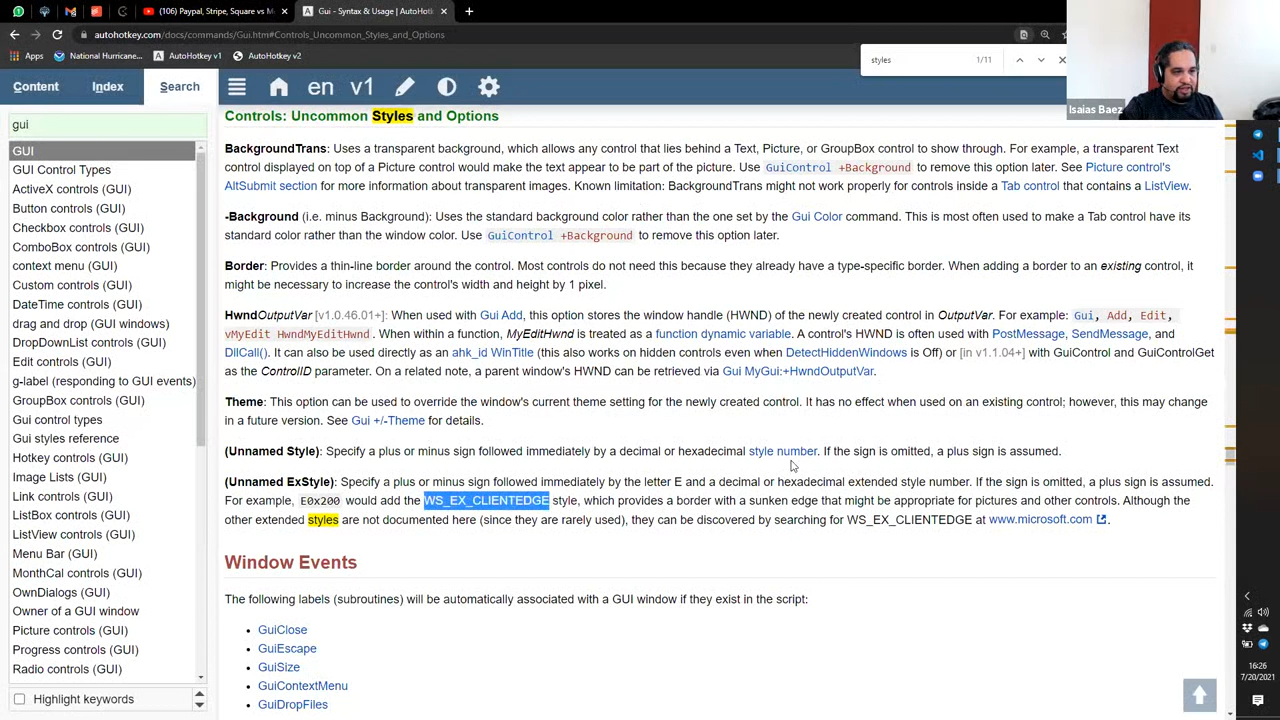 (106) Paypal, Stripe, Square vs M
Gui - Syntax & Usage | AutoHotk
autohotkey.com/docs/commands/Gui.htm#Controls_Uncommon_Styles_and_Options
Apps
National Hurricane...
AutoHotkey v1
AutoHotkey v2
styles
1/11
Isaias Baez
Content
Index
Search
en
v1
gui
GUI
GUI Control Types
ActiveX controls (GUI)
Button controls (GUI)
Checkbox controls (GUI)
ComboBox controls (GUI)
context menu (GUI)
Custom controls (GUI)
DateTime controls (GUI)
drag and drop (GUI windows)
DropDownList controls (GUI)
Edit controls (GUI)
g-label (responding to GUI events)
GroupBox controls (GUI)
Gui control types
Gui styles reference
Hotkey controls (GUI)
Image Lists (GUI)
Link controls (GUI)
ListBox controls (GUI)
ListView controls (GUI)
Menu Bar (GUI)
MonthCal controls (GUI)
OwnDialogs (GUI)
Owner of a GUI window
Picture controls (GUI)
Progress controls (GUI)
Radio controls (GUI)
Highlight keywords
Controls: Uncommon Styles and Options
BackgroundTrans: Uses a transparent background, which allows any control that lies behind a Text, Picture, or GroupBox control to show through. For example, a transparent Text
control displayed on top of a Picture control would make the text appear to be part of the picture. Use GuiControl +Background to remove this option later. See Picture control's
AltSubmit section for more information about transparent images. Known limitation: BackgroundTrans might not work properly for controls inside a Tab control that contains a ListView.
-Background (i.e. minus Background): Uses the standard background color rather than the one set by the Gui Color command. This is most often used to make a Tab control have its
standard color rather than the window color. Use GuiControl +Background to remove this option later.
Border: Provides a thin-line border around the control. Most controls do not need this because they already have a type-specific border. When adding a border to an existing control, it
might be necessary to increase the control's width and height by 1 pixel.
HwndOutputVar [v1.0.46.01+]: When used with Gui Add, this option stores the window handle (HWND) of the newly created control in OutputVar. For example: Gui, Add, Edit,
vMyEdit HwndMyEditHwnd. When within a function, MyEditHwnd is treated as a function dynamic variable. A control's HWND is often used with PostMessage, SendMessage, and
DllCall(). It can also be used directly as an ahk_id WinTitle (this also works on hidden controls even when DetectHiddenWindows is Off) or [in v1.1.04+] with GuiControl and GuiControlGet
as the ControlID parameter. On a related note, a parent window's HWND can be retrieved via Gui MyGui:+HwndOutputVar.
Theme: This option can be used to override the window's current theme setting for the newly created control. It has no effect when used on an existing control; however, this may change
in a future version. See Gui +/-Theme for details.
(Unnamed Style): Specify a plus or minus sign followed immediately by a decimal or hexadecimal style number. If the sign is omitted, a plus sign is assumed.
(Unnamed ExStyle): Specify a plus or minus sign followed immediately by the letter E and a decimal or hexadecimal extended style number. If the sign is omitted, a plus sign is assumed.
For example, E0x200 would add the WS_EX_CLIENTEDGE style, which provides a border with a sunken edge that might be appropriate for pictures and other controls. Although the
other extended styles are not documented here (since they are rarely used), they can be discovered by searching for WS_EX_CLIENTEDGE at www.microsoft.com.
Window Events
The following labels (subroutines) will be automatically associated with a GUI window if they exist in the script:
GuiClose
GuiEscape
GuiSize
GuiContextMenu
GuiDropFiles
16:26
7/20/2021